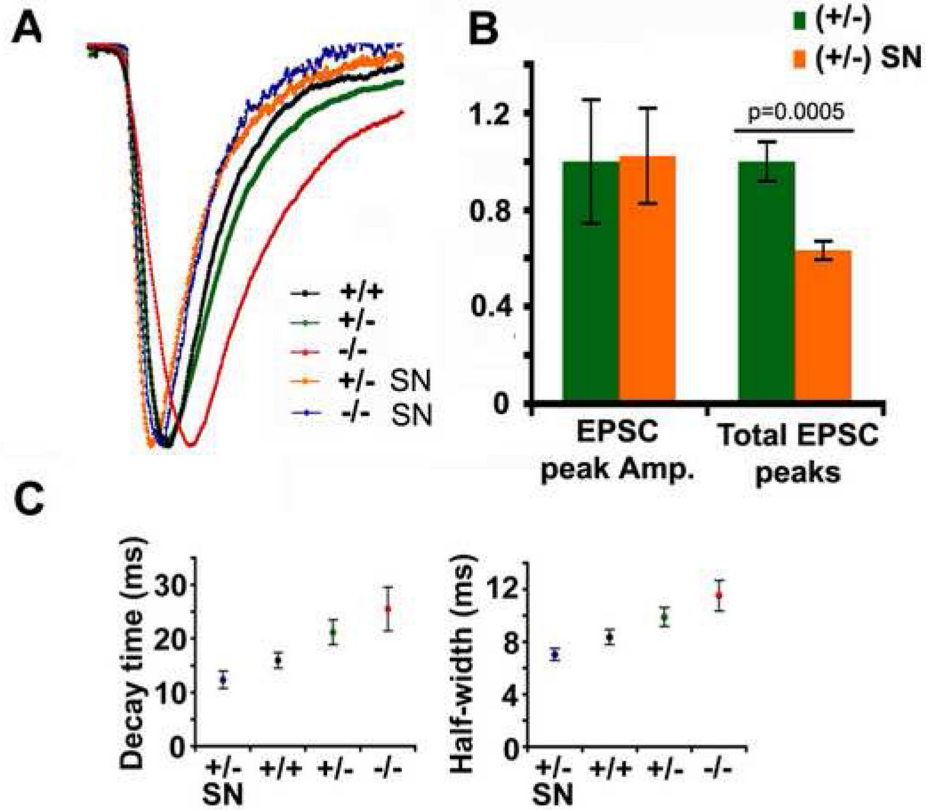 A
+/+
+/-
-/-
+/- SN
-/- SN
B
(+/-)
(+/-) SN
p=0.0005
1.2
0.8
0.4
0
EPSC
peak Amp.
Total EPSC
peaks
C
Decay time (ms)
30
20
10
0
+/- +/+ +/- -/-
SN
Half-width (ms)
12
8
4
0
+/- +/+ +/- -/-
SN